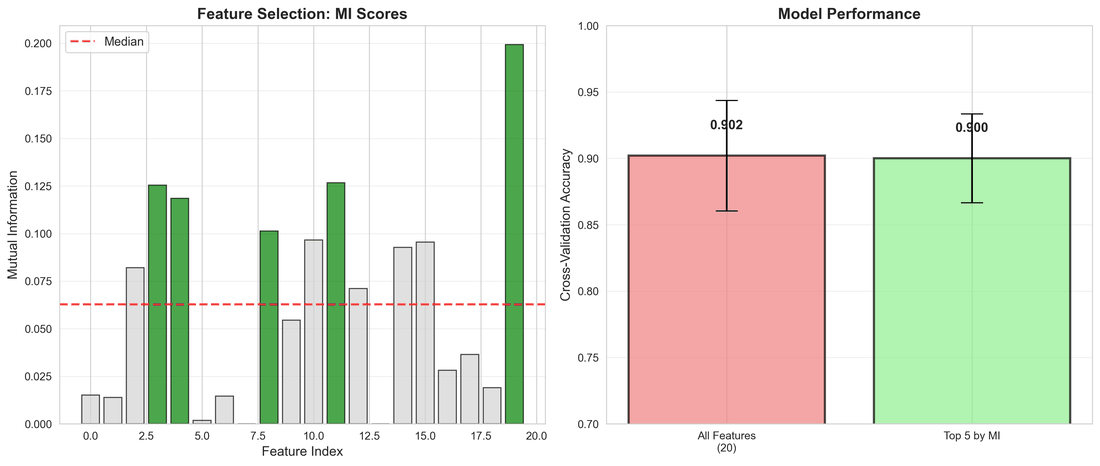 Feature Selection: MI Scores
Median
Mutual Information
0.200
0.175
0.150
0.125
0.100
0.075
0.050
0.025
0.000
0.0 2.5 5.0 7.5 10.0 12.5 15.0 17.5 20.0
Feature Index
Model Performance
Cross-Validation Accuracy
1.00
0.95
0.90
0.85
0.80
0.75
0.70
0.902
0.900
All Features
(20)
Top 5 by MI